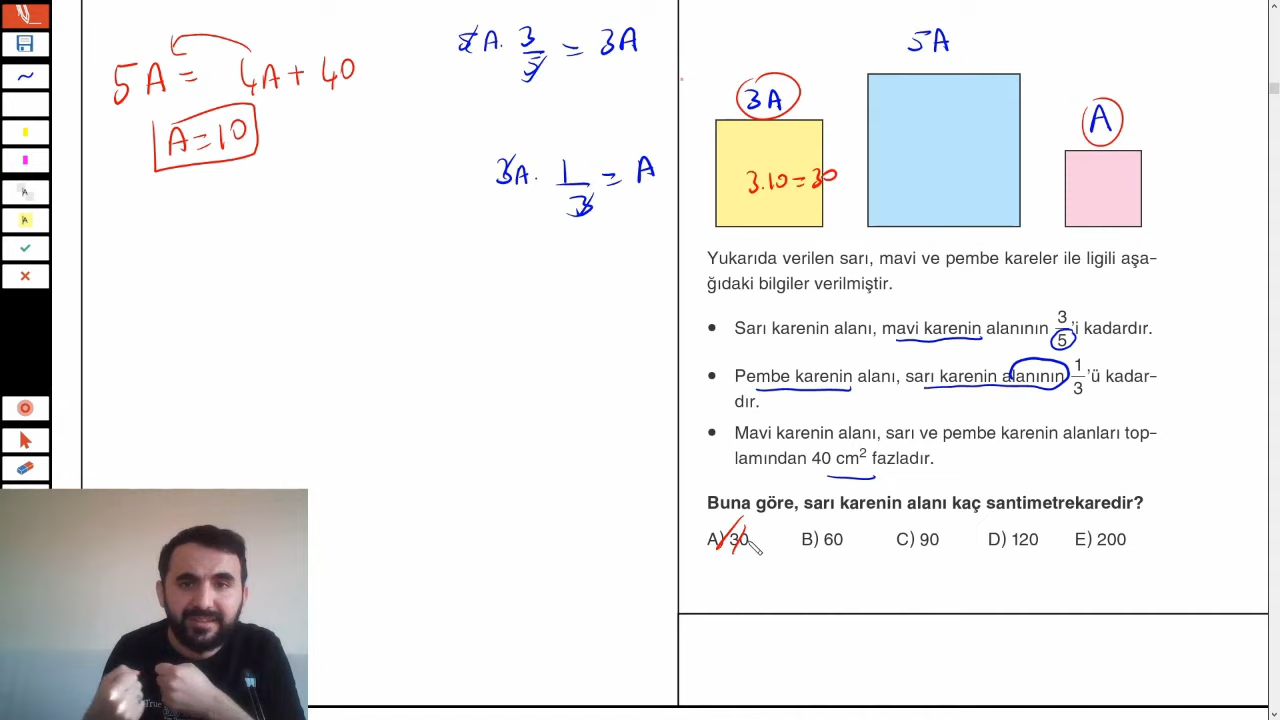 5A = 4A + 40
A = 10
5A. 3/5 = 3A
3A. 1/3 = A
5A
3A
A
3.10 = 30
Yukarıda verilen sarı, mavi ve pembe kareler ile ligili aşa-
ğıdaki bilgiler verilmiştir.
• Sarı karenin alanı, mavi karenin alanının 3/5'i kadardır.
• Pembe karenin alanı, sarı karenin alanının 1/3'ü kadar-
dır.
• Mavi karenin alanı, sarı ve pembe karenin alanları top-
lamından 40 cm² fazladır.
Buna göre, sarı karenin alanı kaç santimetrekaredir?
A) 30 B) 60 C) 90 D) 120 E) 200
True